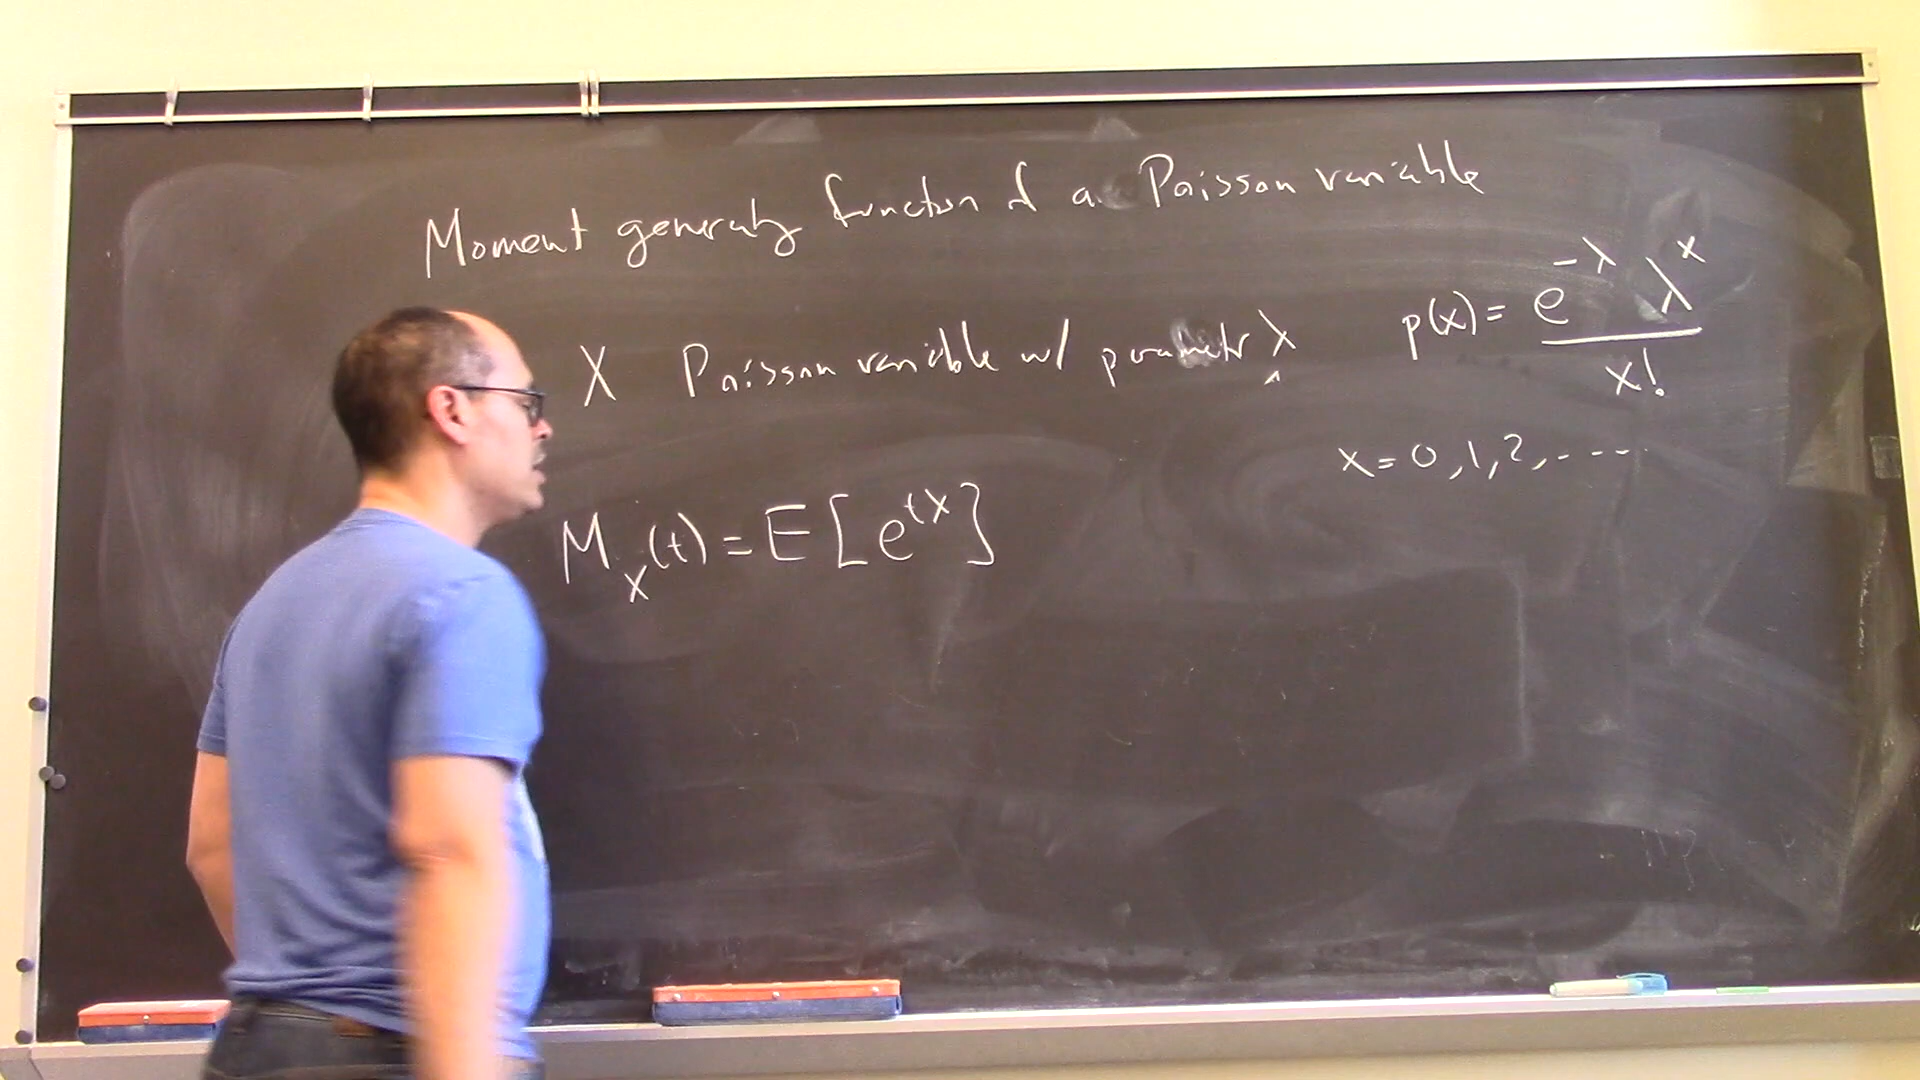 Moment generating function of a Poisson variable
X Poisson variable w/ parameter λ
p(x) = e^{-λ} λ^x / x!
x = 0, 1, 2, ....
M_X(t) = E[e^{tX}]